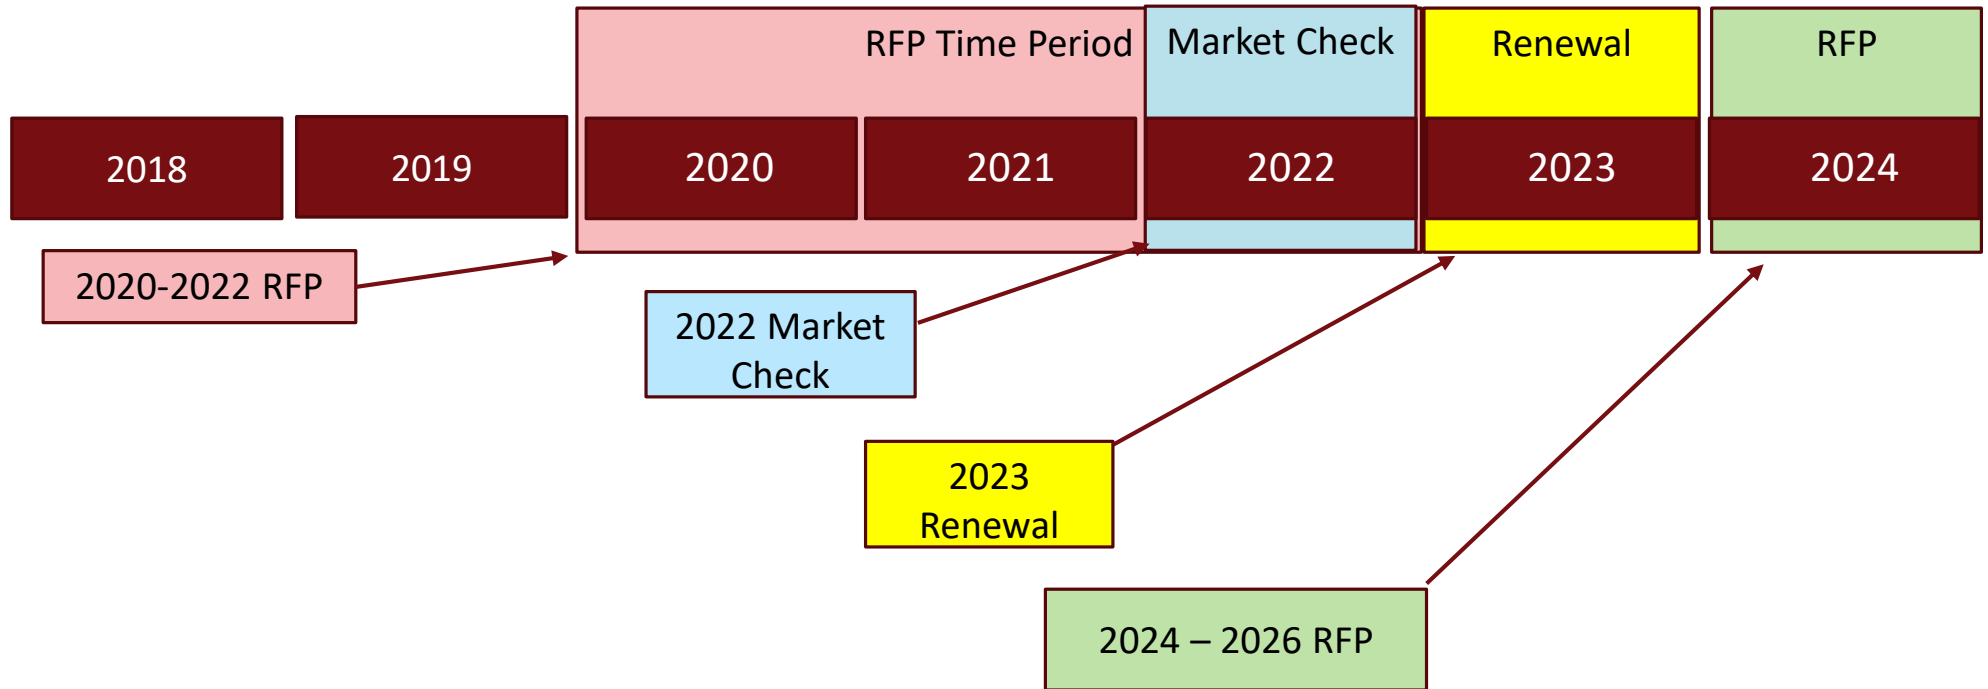 RFP Time Period
Market Check
Renewal
RFP
2018
2019
2020
2021
2022
2023
2024
2020-2022 RFP
2022 Market
Check
2023
Renewal
2024 – 2026 RFP